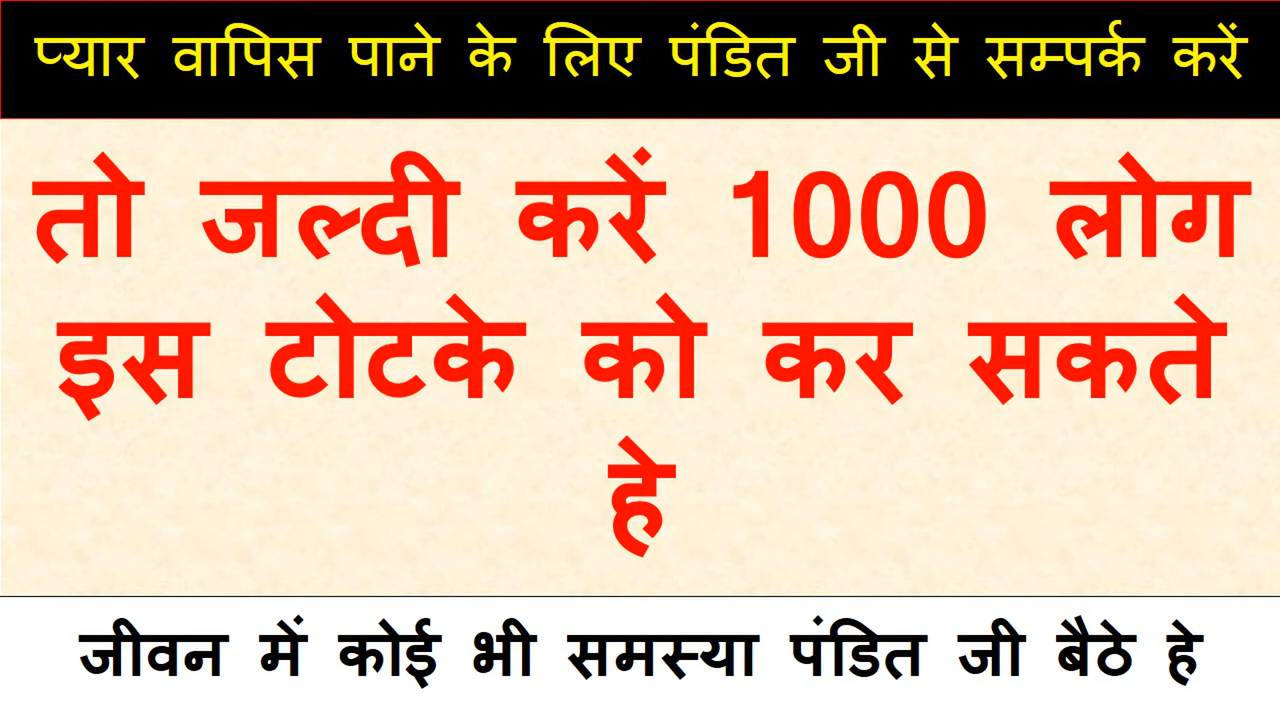 प्यार वापिस पाने के लिए पंडित जी से सम्पर्क करें
तो जल्दी करें 1000 लोग
इस टोटके को कर सकते
हे
जीवन में कोई भी समस्या पंडित जी बैठे हे